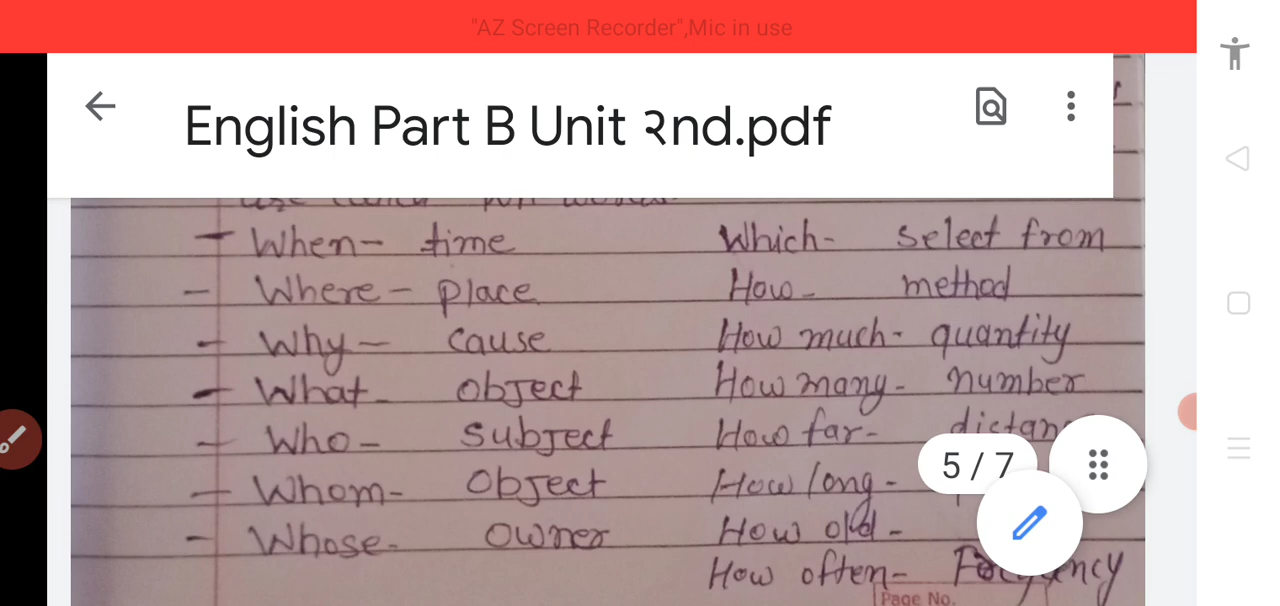 "AZ Screen Recorder",Mic in use
English Part B Unit २nd.pdf
- When - time Which - select from
- Where - place How - method
- Why - cause How much - quantity
- What - object How many - number
- Who - subject How far -
- Whom - object How long -
- Whose - owner How old -
How often -
5 / 7
Page No.